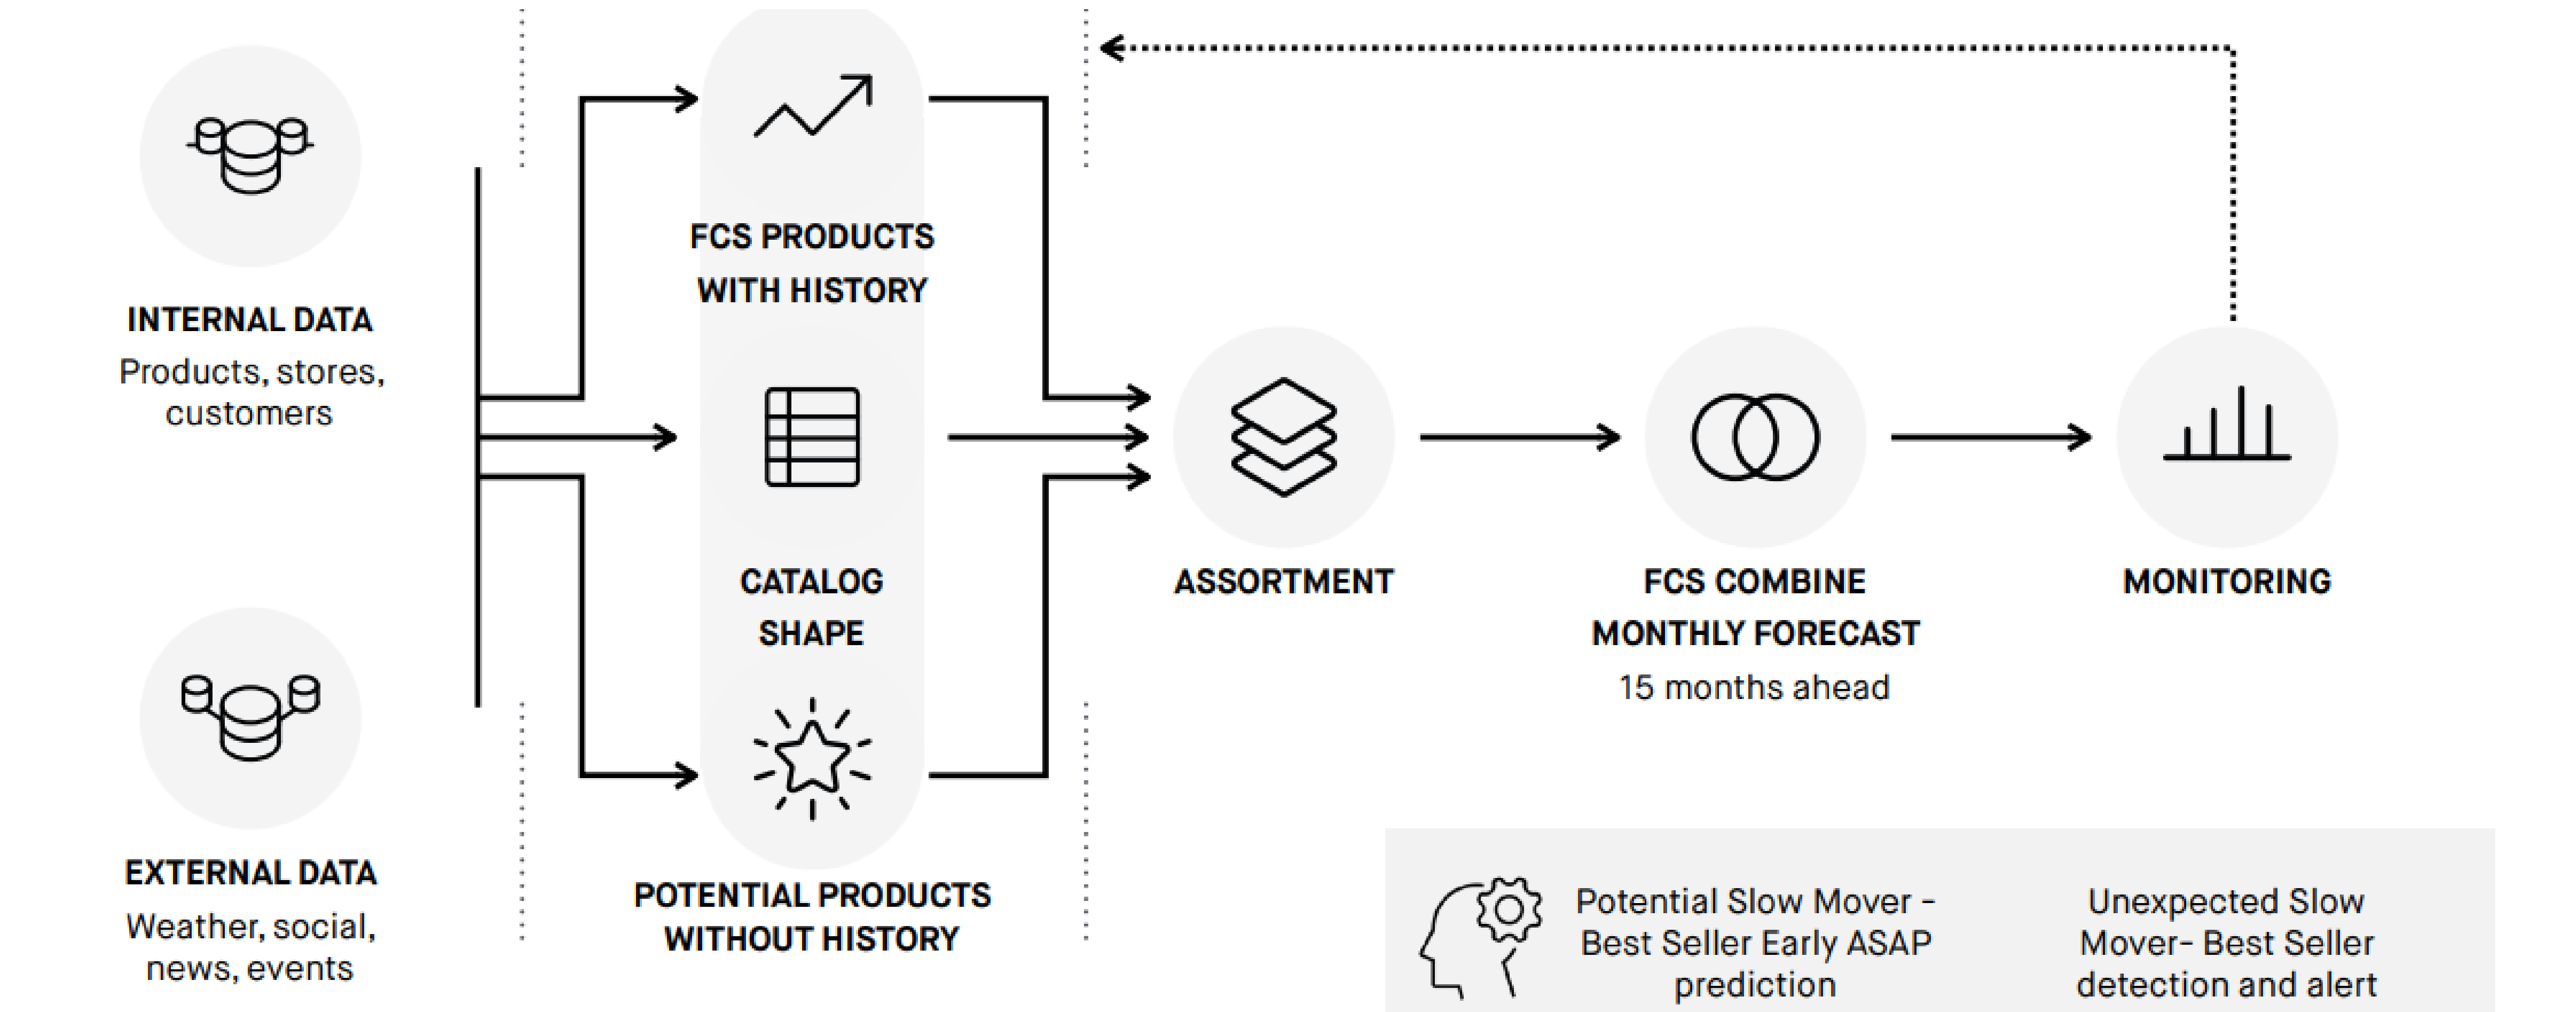 INTERNAL DATA
Products, stores,
customers
EXTERNAL DATA
Weather, social,
news, events
FCS PRODUCTS
WITH HISTORY
CATALOG
SHAPE
POTENTIAL PRODUCTS
WITHOUT HISTORY
ASSORTMENT
FCS COMBINE
MONTHLY FORECAST
15 months ahead
MONITORING
Potential Slow Mover -
Best Seller Early ASAP
prediction
Unexpected Slow
Mover- Best Seller
detection and alert